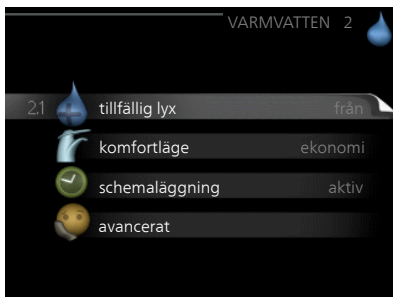 VARMVATTEN 2
2.1 tillfällig lyx från
komfortläge ekonomi
schemaläggning aktiv
avancerat